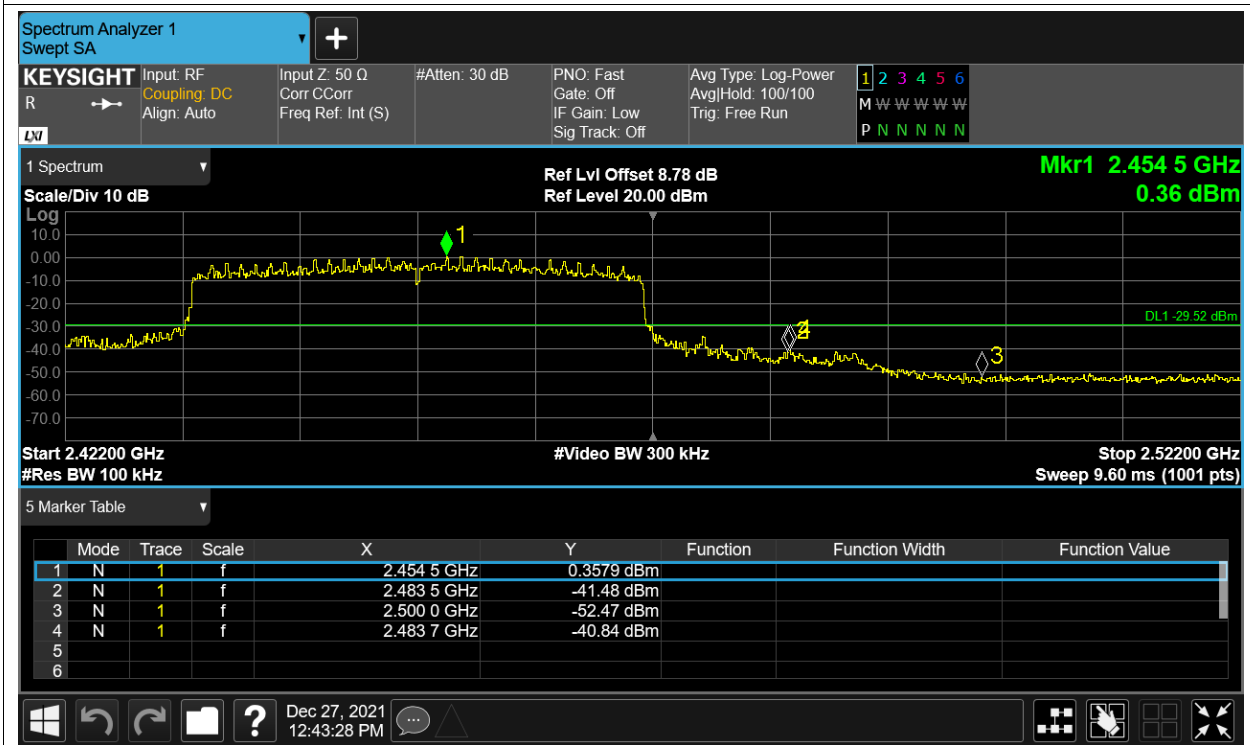 Spectrum Analyzer 1
Swept SA
KEYSIGHT Input: RF Input Z: 50 Ω #Atten: 30 dB PNO: Fast Avg Type: Log-Power 1 2 3 4 5 6
R Coupling: DC Corr CCorr Gate: Off Avg|Hold: 100/100 M W W W W W
Align: Auto Freq Ref: Int (S) IF Gain: Low Trig: Free Run
LXI Sig Track: Off P N N N N N
1 Spectrum Ref Lvl Offset 8.78 dB Mkr1 2.454 5 GHz
Scale/Div 10 dB Ref Level 20.00 dBm 0.36 dBm
Log
10.0 1
0.00
-10.0
-20.0
-30.0 DL1 -29.52 dBm
-40.0 3
-50.0
-60.0
-70.0
Start 2.42200 GHz #Video BW 300 kHz Stop 2.52200 GHz
#Res BW 100 kHz Sweep 9.60 ms (1001 pts)
5 Marker Table
Mode Trace Scale X Y Function Function Width Function Value
1 N 1 f 2.454 5 GHz 0.3579 dBm
2 N 1 f 2.483 5 GHz -41.48 dBm
3 N 1 f 2.500 0 GHz -52.47 dBm
4 N 1 f 2.483 7 GHz -40.84 dBm
5
6
? Dec 27, 2021
12:43:28 PM